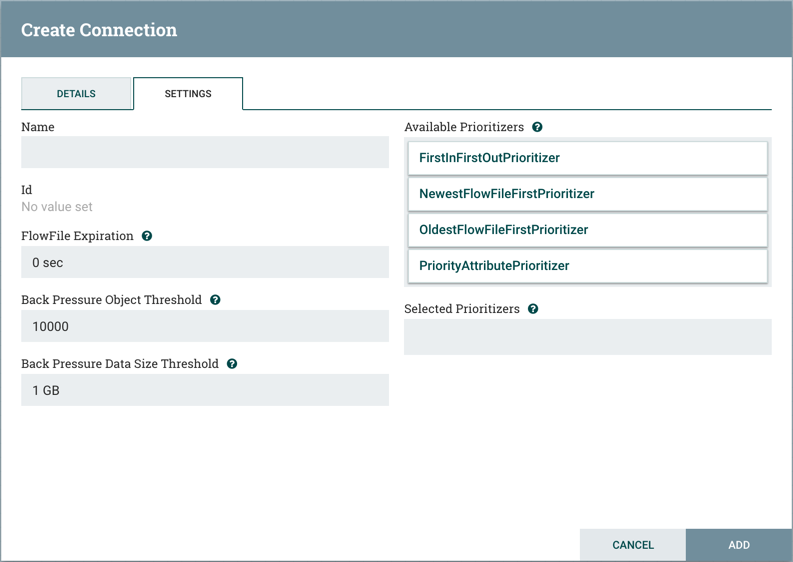 Create Connection
DETAILS
SETTINGS
Name
Id
No value set
FlowFile Expiration
0 sec
Back Pressure Object Threshold
10000
Back Pressure Data Size Threshold
1 GB
Available Prioritizers
FirstInFirstOutPrioritizer
NewestFlowFileFirstPrioritizer
OldestFlowFileFirstPrioritizer
PriorityAttributePrioritizer
Selected Prioritizers
CANCEL
ADD